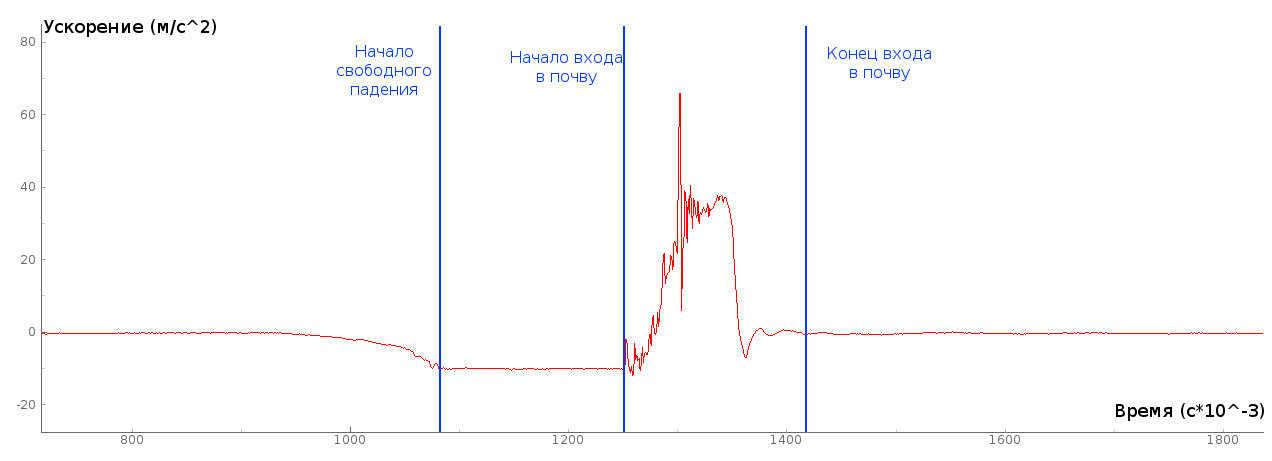 Ускорение (м/с^2)
80
60
40
20
0
-20
Начало
свободного
падения
Начало входа
в почву
Конец входа
в почву
Время (с*10^-3)
800
1000
1200
1400
1600
1800